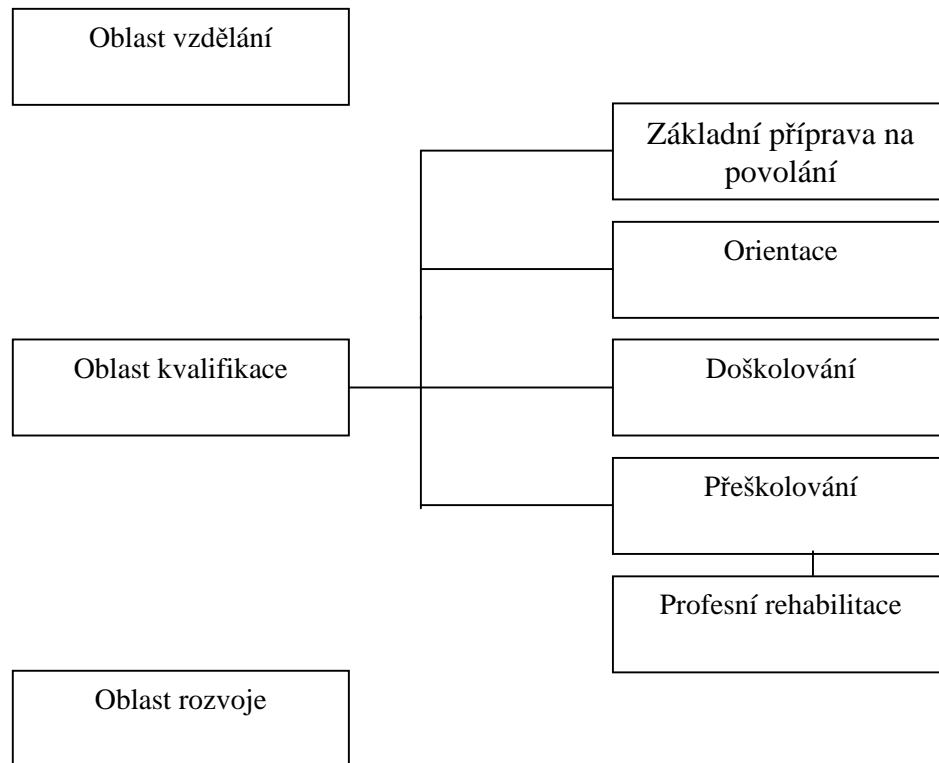 Oblast vzdělání
Základní příprava na
povolání
Orientace
Oblast kvalifikace
Doškolování
Přeškolování
Profesní rehabilitace
Oblast rozvoje